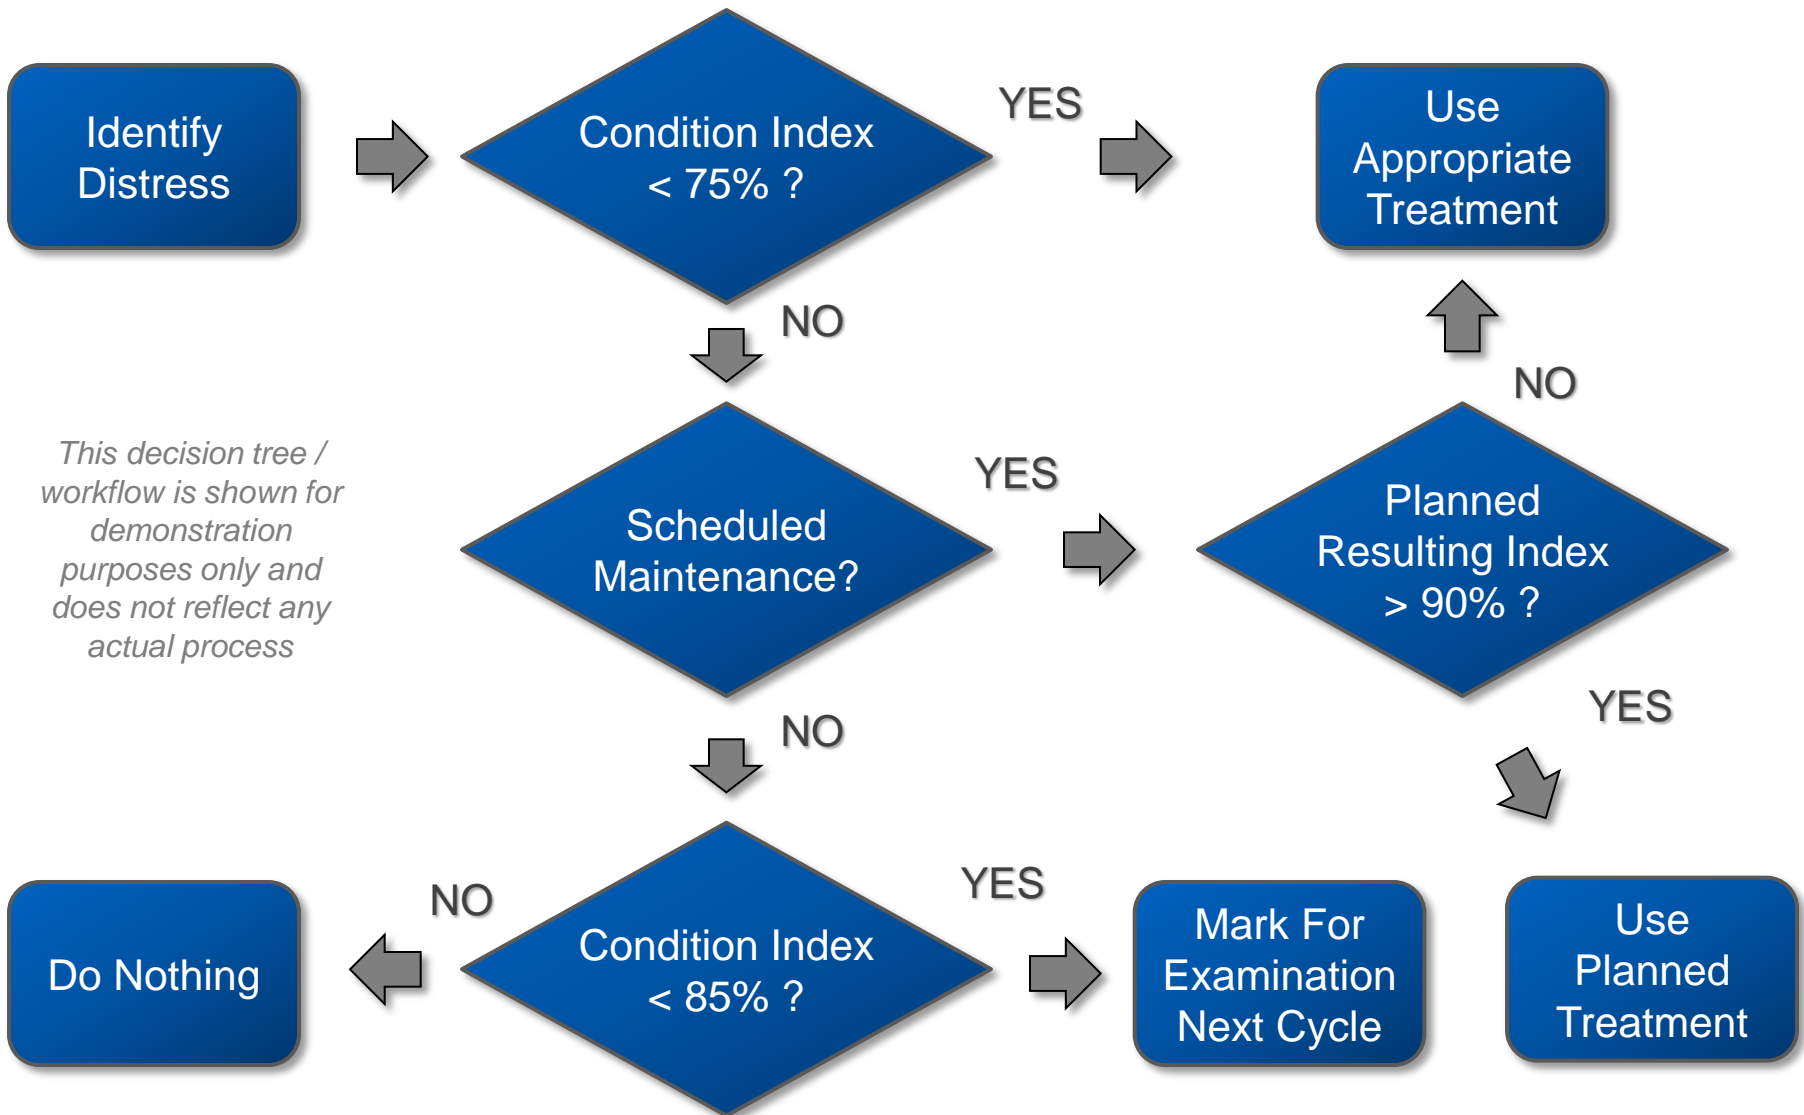 Identify
Distress
Condition Index
< 75% ?
YES
Use
Appropriate
Treatment
NO
NO
This decision tree /
workflow is shown for
demonstration
purposes only and
does not reflect any
actual process
Scheduled
Maintenance?
YES
Planned
Resulting Index
> 90% ?
NO
YES
Do Nothing
NO
Condition Index
< 85% ?
YES
Mark For
Examination
Next Cycle
Use
Planned
Treatment